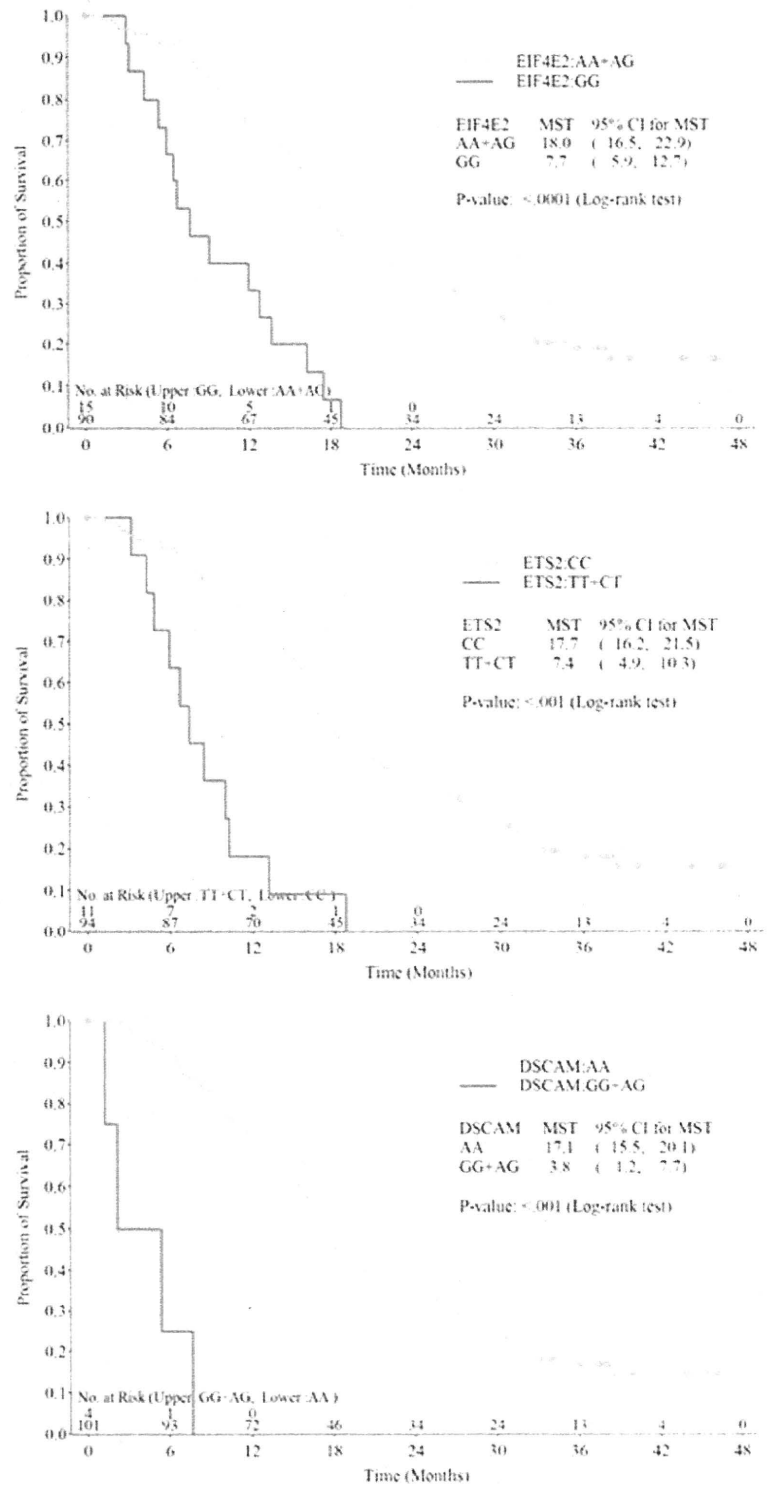 Proportion of Survival
1.0
0.9
0.8
0.7
0.6
0.5
0.4
0.3
0.2
0.1
0.0
EIF4E2:AA+AG
EIF4E2:GG
EIF4E2 MST 95% CI for MST
AA+AG 18.0 ( 16.5, 22.9)
GG 7.7 ( 5.9, 12.7)
P-value: <.0001 (Log-rank test)
No. at Risk (Upper :GG, Lower :AA+AG)
15 10 5 1 0
90 84 67 45 34 24 13 4 0
0 6 12 18 24 30 36 42 48
Time (Months)
Proportion of Survival
1.0
0.9
0.8
0.7
0.6
0.5
0.4
0.3
0.2
0.1
0.0
ETS2:CC
ETS2:TT+CT
ETS2 MST 95% CI for MST
CC 17.7 ( 16.2, 21.5)
TT+CT 7.4 ( 4.9, 10.3)
P-value: <.001 (Log-rank test)
No. at Risk (Upper :TT+CT, Lower :CC )
11 7 2 1 0
94 87 70 45 34 24 13 4 0
0 6 12 18 24 30 36 42 48
Time (Months)
Proportion of Survival
1.0
0.9
0.8
0.7
0.6
0.5
0.4
0.3
0.2
0.1
0.0
DSCAM:AA
DSCAM:GG+AG
DSCAM MST 95% CI for MST
AA 17.1 ( 15.5, 20.1)
GG+AG 3.8 ( 1.2, 7.7)
P-value: <.001 (Log-rank test)
No. at Risk (Upper GG+AG, Lower :AA )
4 1 0
101 93 72 46 34 24 13 4 0
0 6 12 18 24 30 36 42 48
Time (Months)